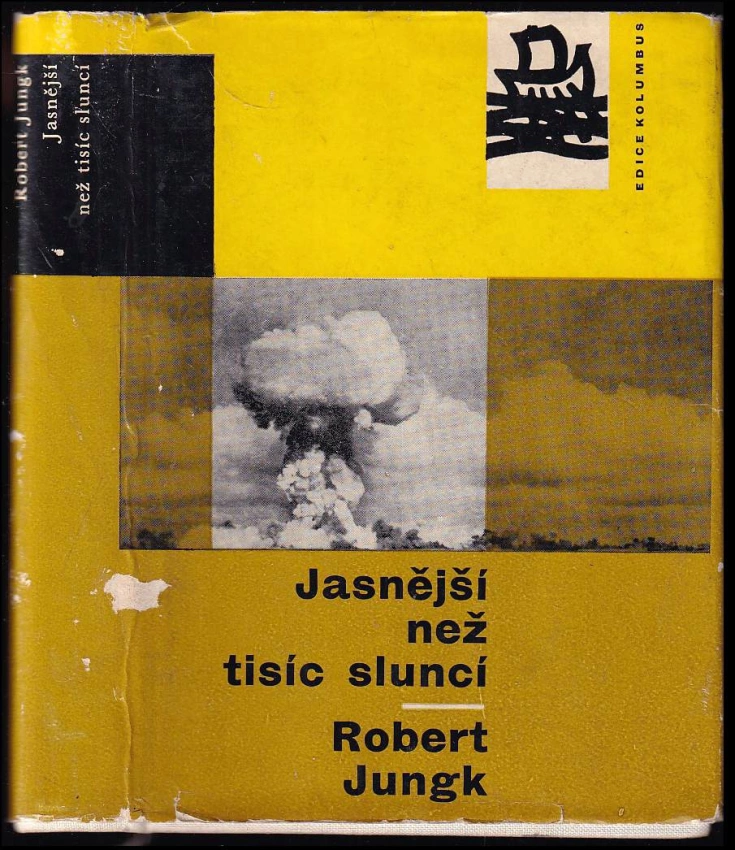 Robert Jungk
Jasnější
než tisíc sluncí
EDICE KOLUMBUS
Jasnější
než
tisíc sluncí
Robert
Jungk